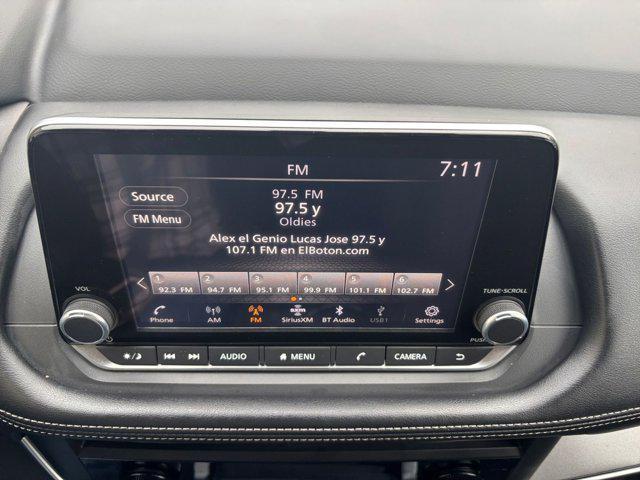 FM
7:11
Source
FM Menu
97.5 FM
97.5 y
Oldies
Alex el Genio Lucas Jose 97.5 y
107.1 FM en ElBoton.com
1 2 3 4 5 6
92.3 FM 94.7 FM 95.1 FM 99.9 FM 101.1 FM 102.7 FM
Phone AM FM SiriusXM BT Audio USB1 Settings
VOL
TUNE•SCROLL
PUSH
AUDIO MENU CAMERA